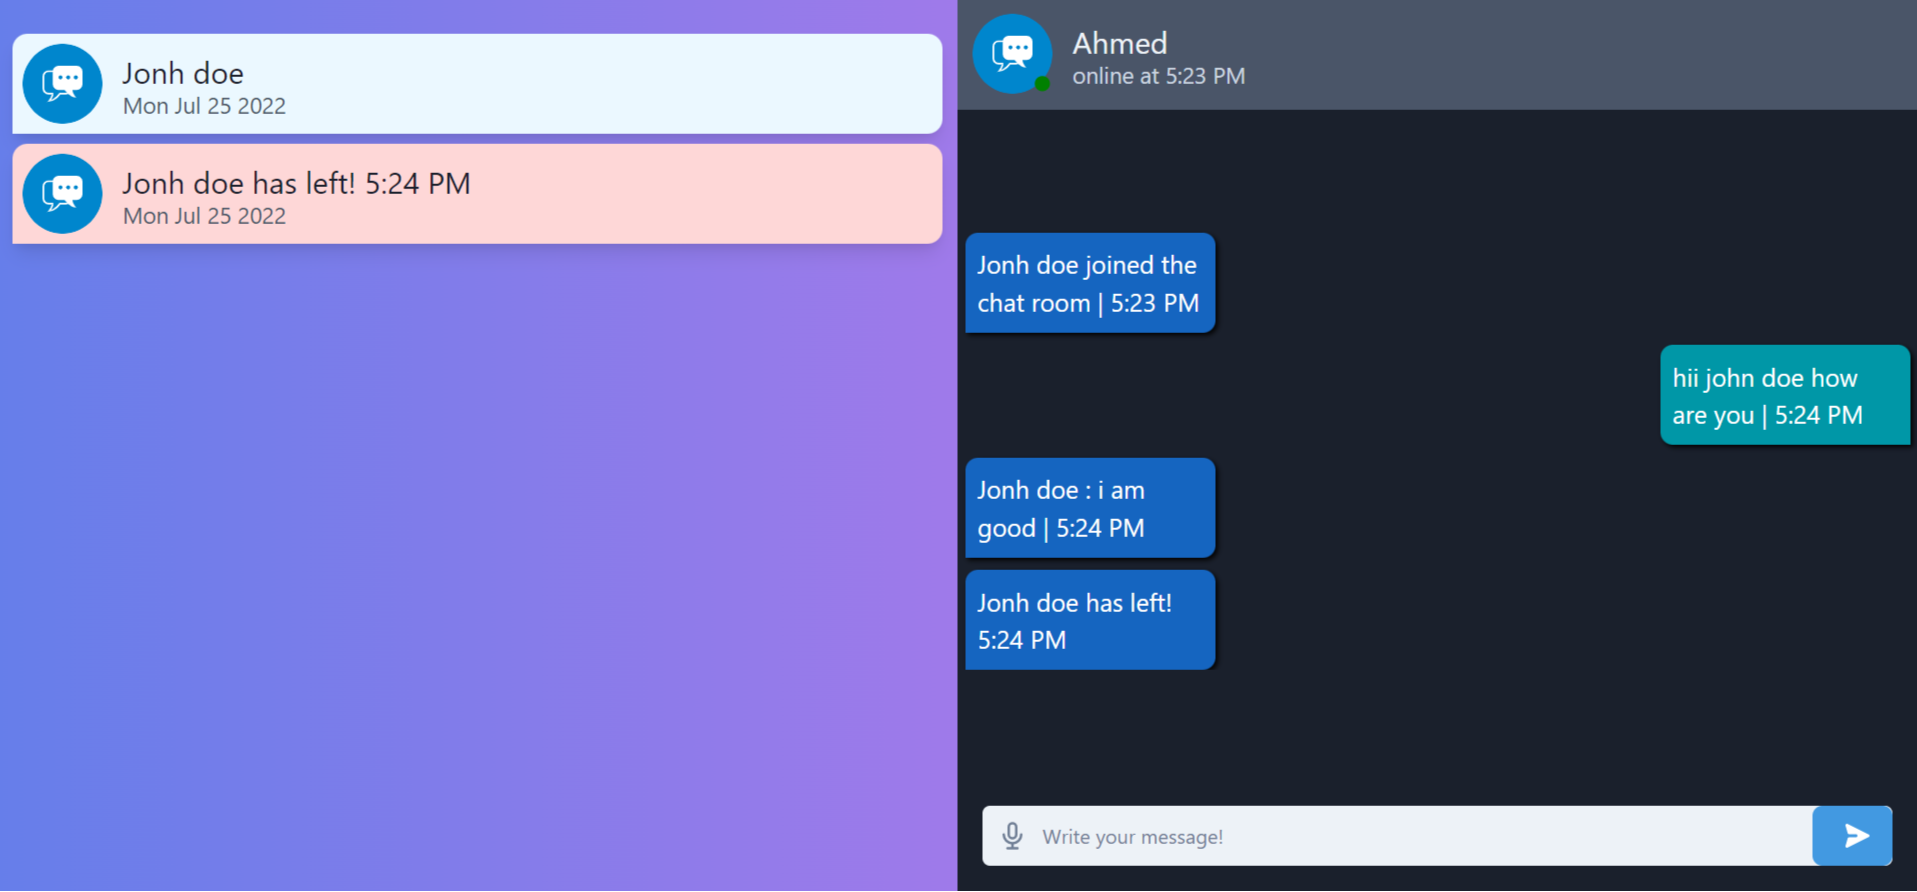 Jonh doe
Mon Jul 25 2022
Jonh doe has left! 5:24 PM
Mon Jul 25 2022
Ahmed
online at 5:23 PM
Jonh doe joined the
chat room | 5:23 PM
hii john doe how
are you | 5:24 PM
Jonh doe : i am
good | 5:24 PM
Jonh doe has left!
5:24 PM
Write your message!